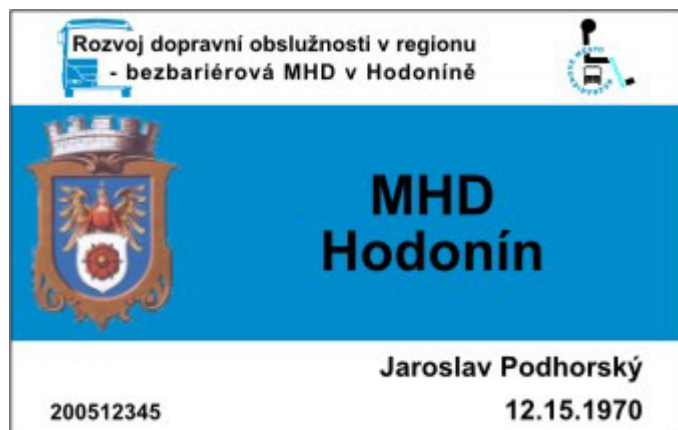 Rozvoj dopravní obslužnosti v regionu
- bezbariérová MHD v Hodoníně
MHD
Hodonín
Jaroslav Podhorský
200512345
12.15.1970